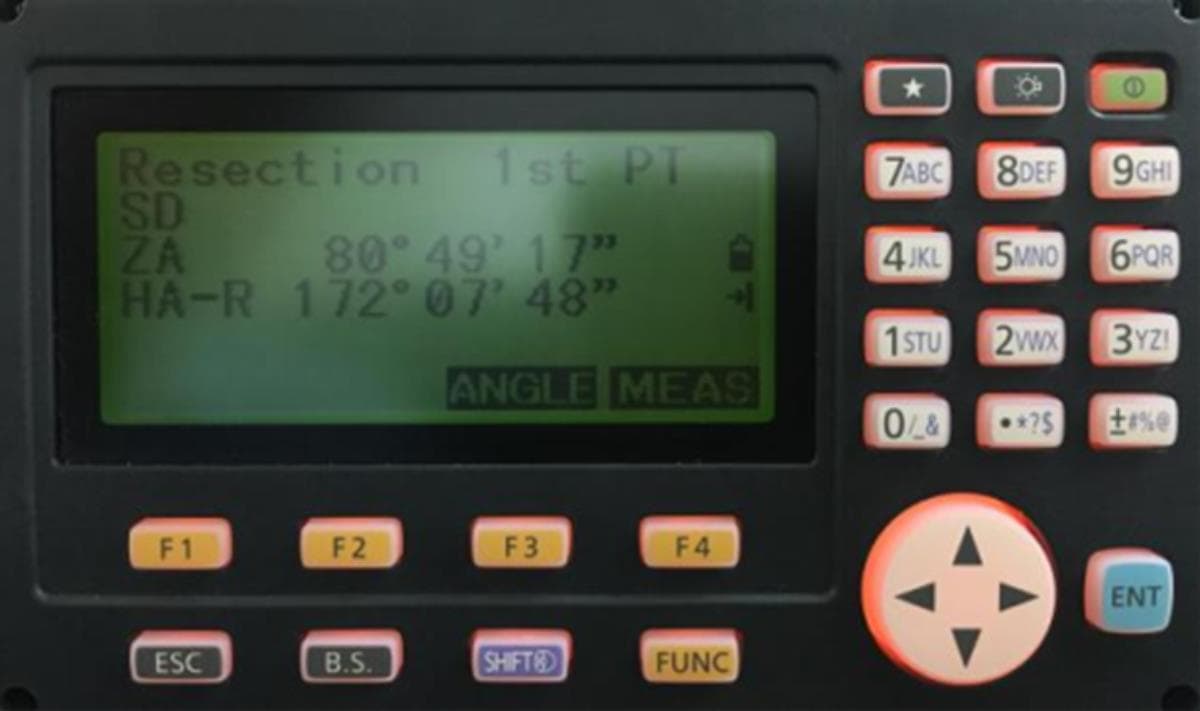 Resection 1st PT
SD
ZA 80° 49' 17"
HA-R 172° 07' 48"
ANGLE MEAS
7ABC 8DEF 9GHI
4JKL 5MNO 6PQR
1STU 2VWX 3YZ!
0/_& •*?$ ±#%@
F1 F2 F3 F4
ENT
ESC B.S. SHIFT FUNC